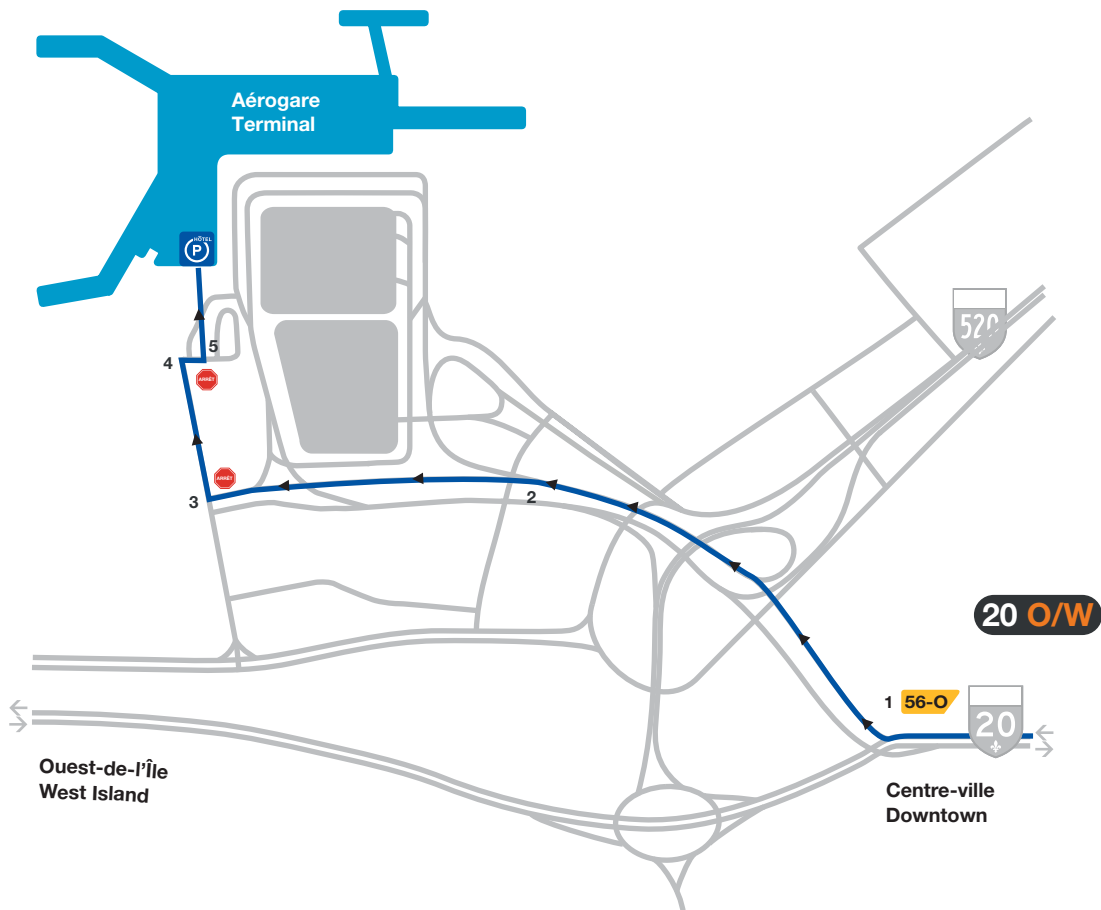 Aérogare
Terminal
HÔTEL
P
520
5
4
ARRÊT
ARRÊT
3
2
20 O/W
1 56-O
20
Ouest-de-l'Île
West Island
Centre-ville
Downtown